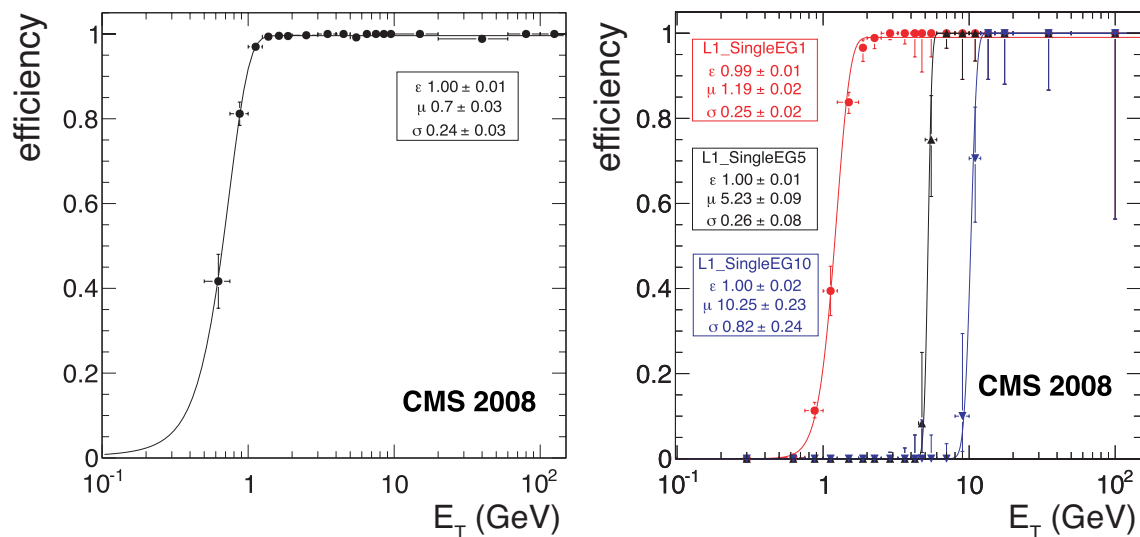 efficiency
1
0.8
0.6
0.4
0.2
0
ε 1.00 ± 0.01
μ 0.7 ± 0.03
σ 0.24 ± 0.03
CMS 2008
10⁻¹
1
10
10²
E_T (GeV)
efficiency
1
0.8
0.6
0.4
0.2
0
L1_SingleEG1
ε 0.99 ± 0.01
μ 1.19 ± 0.02
σ 0.25 ± 0.02
L1_SingleEG5
ε 1.00 ± 0.01
μ 5.23 ± 0.09
σ 0.26 ± 0.08
L1_SingleEG10
ε 1.00 ± 0.02
μ 10.25 ± 0.23
σ 0.82 ± 0.24
CMS 2008
10⁻¹
1
10
10²
E_T (GeV)